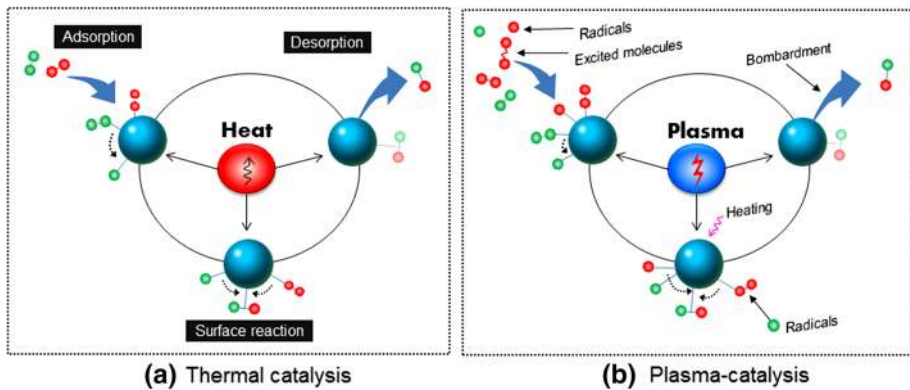 Adsorption
Desorption
Heat
Surface reaction
(a) Thermal catalysis
Radicals
Excited molecules
Bombardment
Plasma
Heating
Radicals
(b) Plasma-catalysis